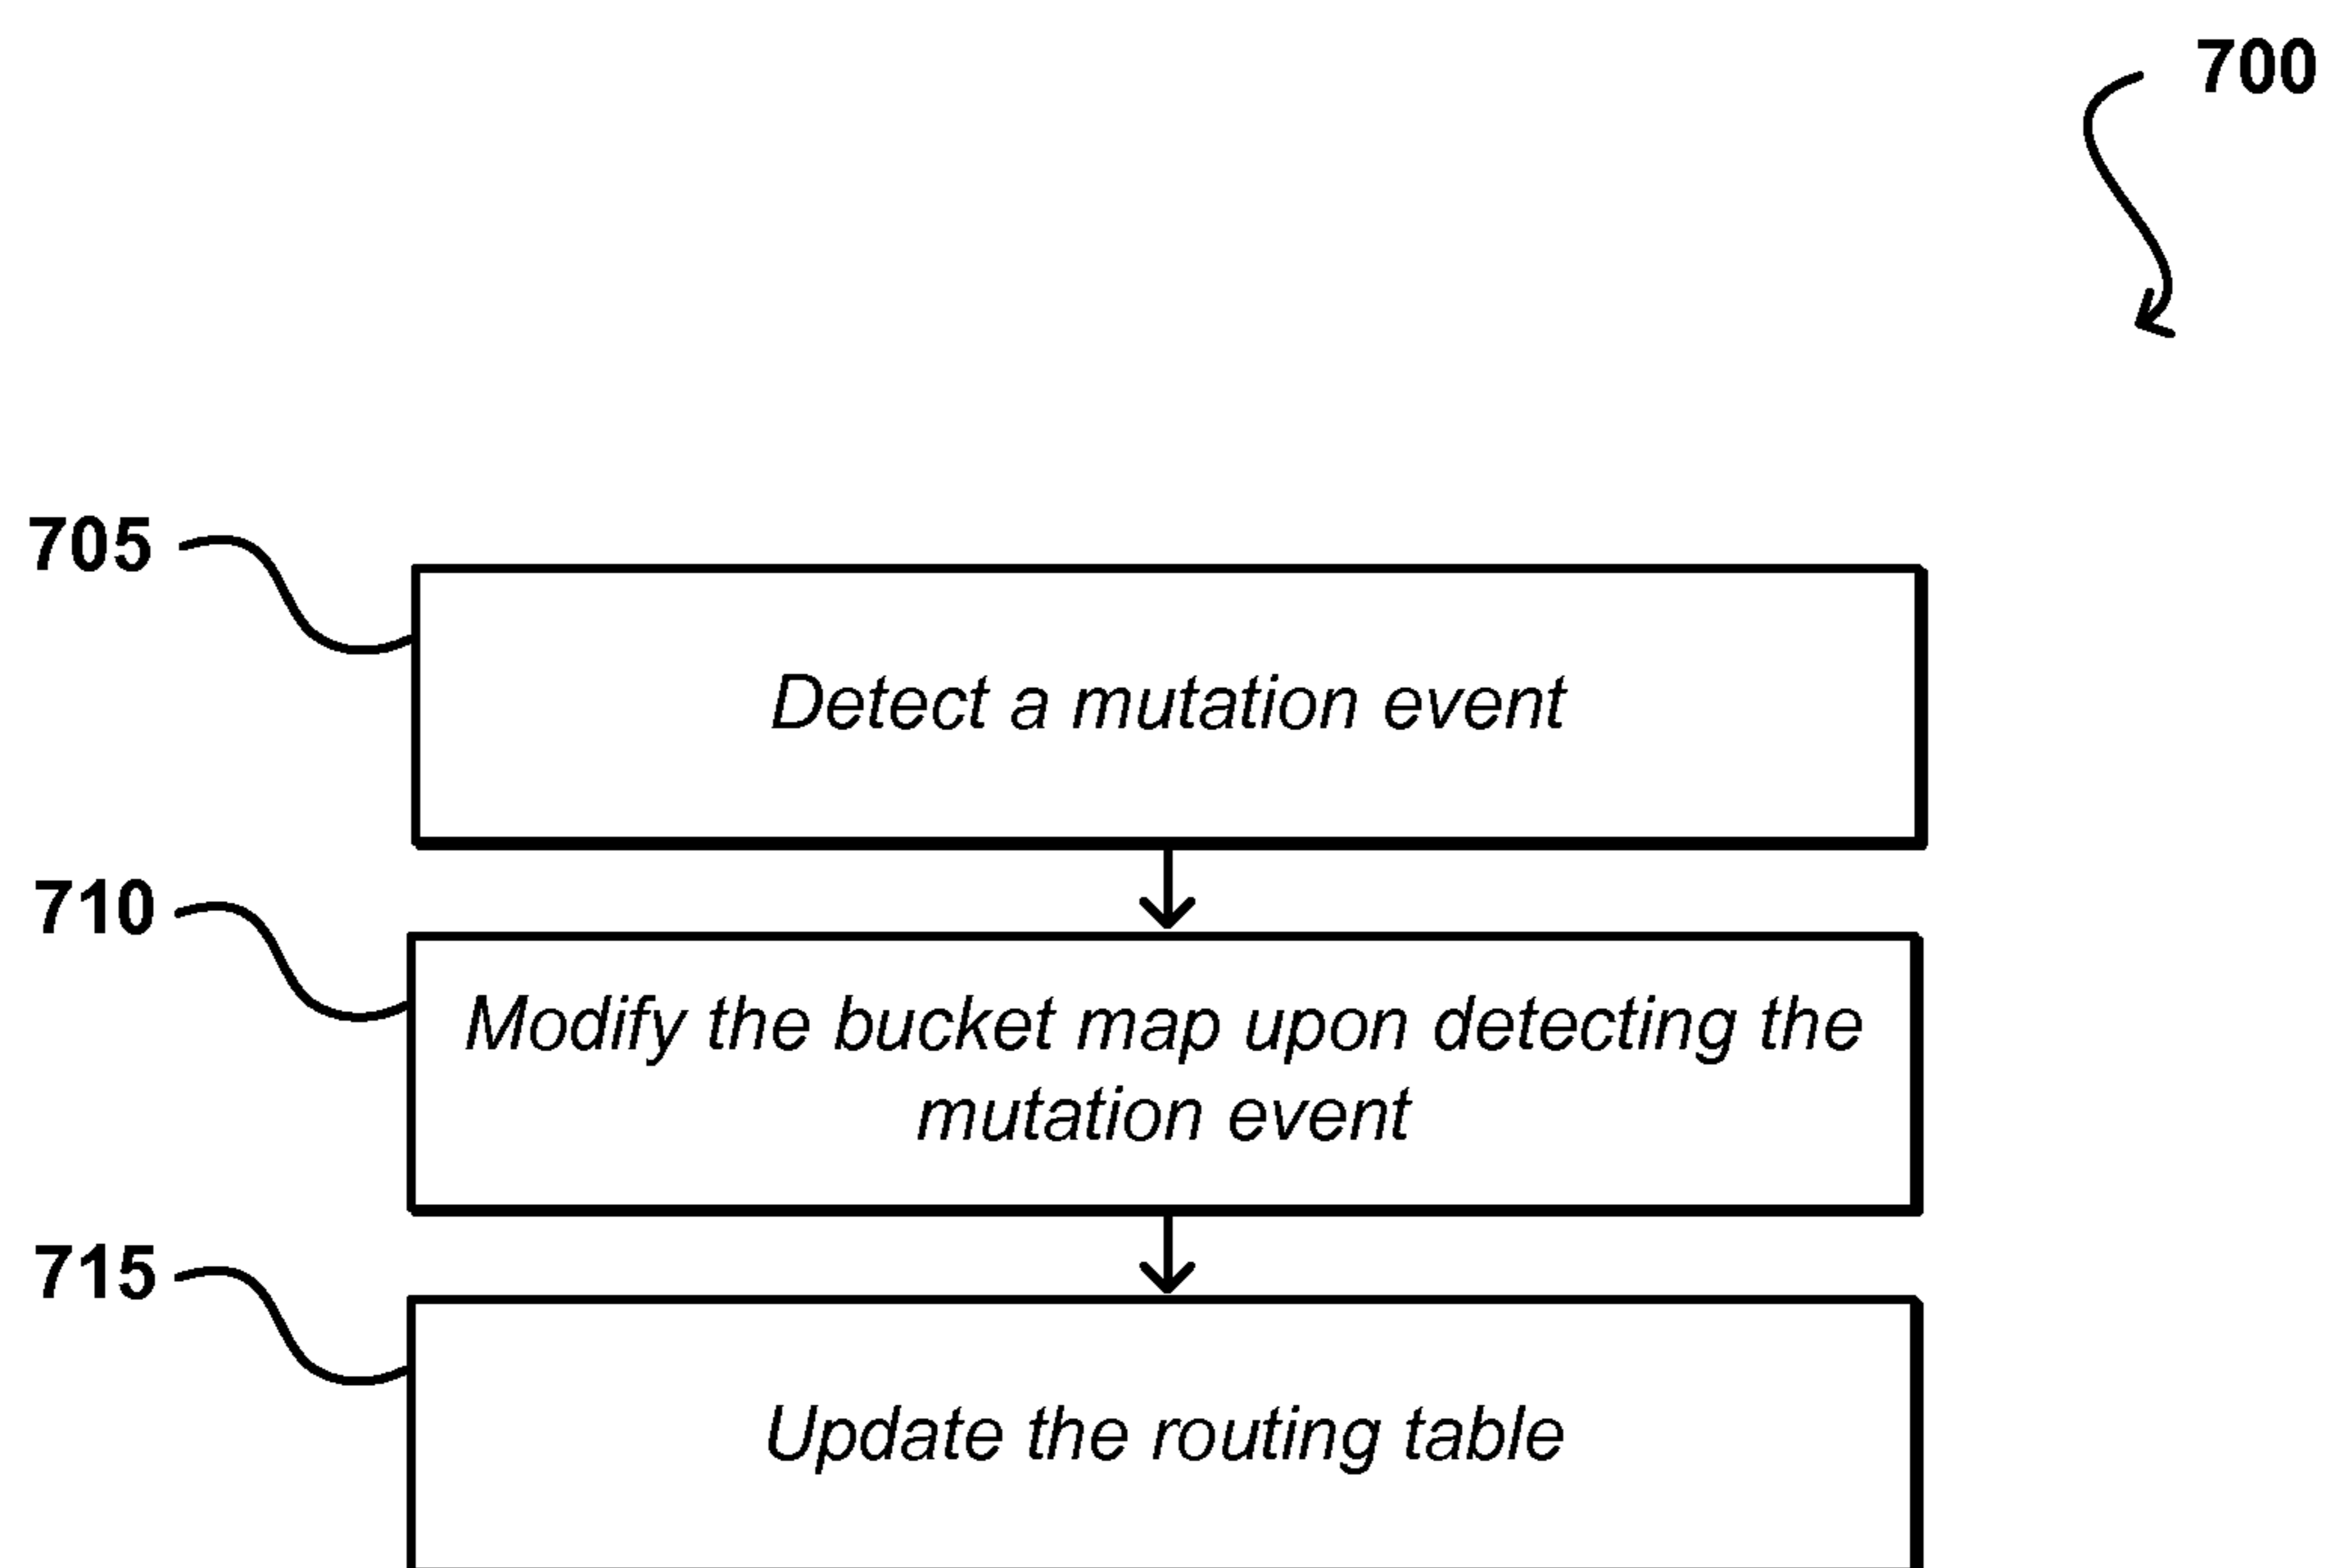 700
705
Detect a mutation event
710
Modify the bucket map upon detecting the
mutation event
715
Update the routing table